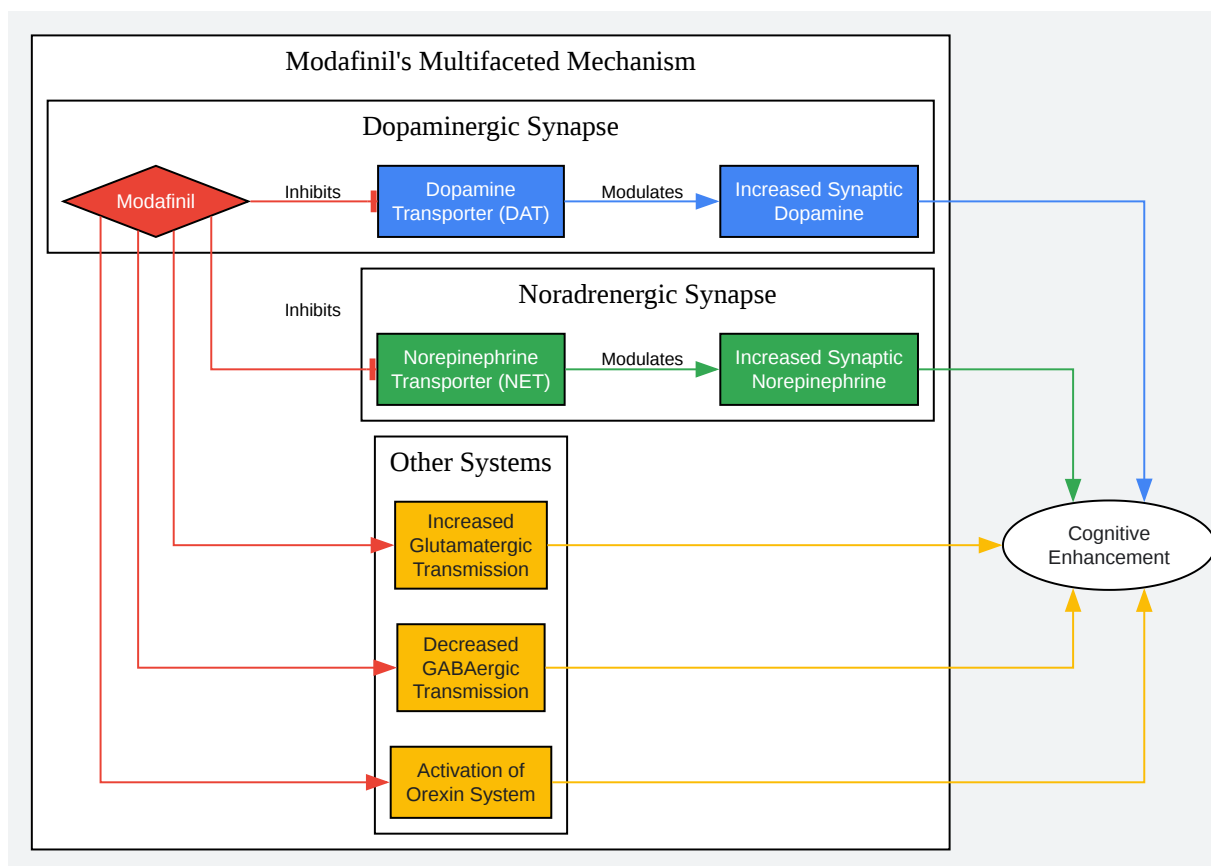 Modafinil's Multifaceted Mechanism
Dopaminergic Synapse
Modafinil
Inhibits
Dopamine
Transporter (DAT)
Modulates
Increased Synaptic
Dopamine
Noradrenergic Synapse
Inhibits
Norepinephrine
Transporter (NET)
Modulates
Increased Synaptic
Norepinephrine
Other Systems
Increased
Glutamatergic
Transmission
Cognitive
Enhancement
Decreased
GABAergic
Transmission
Activation of
Orexin System